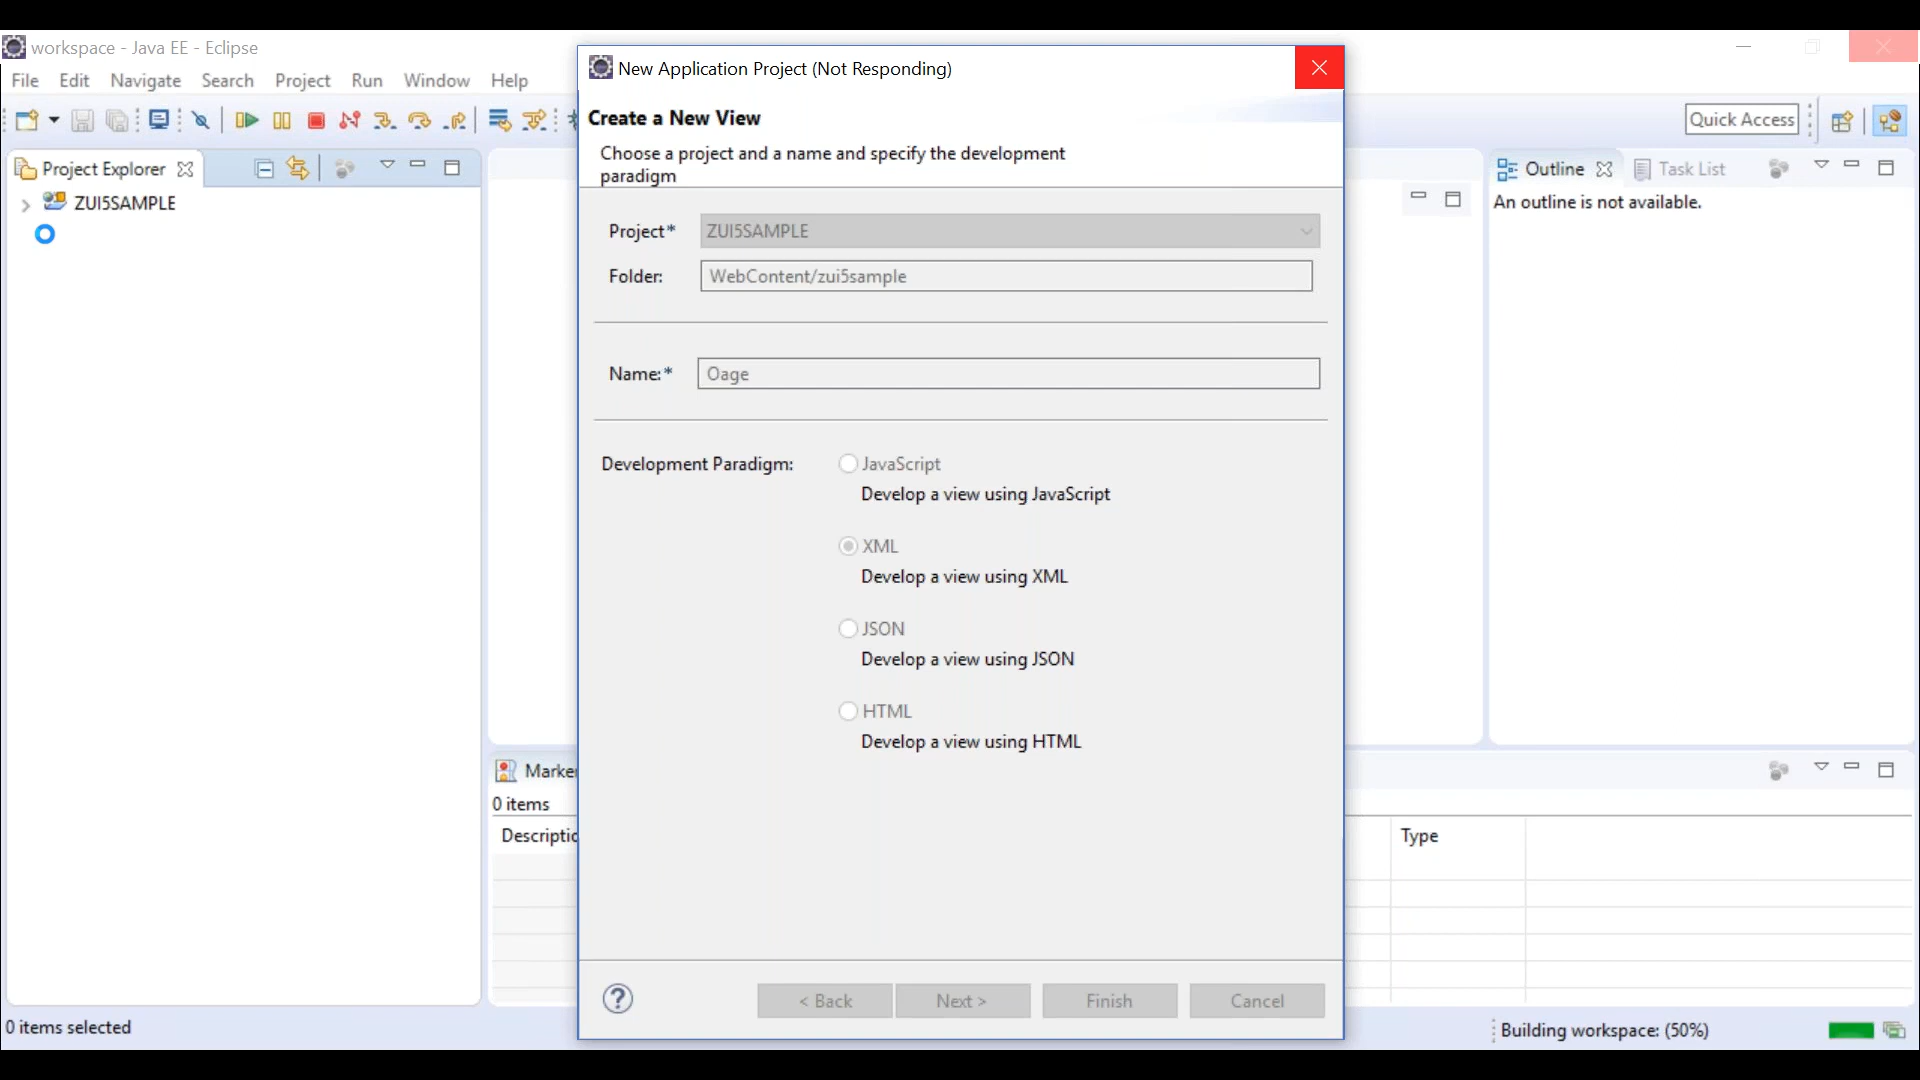 workspace - Java EE - Eclipse
File Edit Navigate Search Project Run Window Help
Quick Access
Project Explorer
ZUI5SAMPLE
New Application Project (Not Responding)
Create a New View
Choose a project and a name and specify the development
paradigm
Project* ZUI5SAMPLE
Folder: WebContent/zui5sample
Name:* Oage
Development Paradigm:
JavaScript
Develop a view using JavaScript
XML
Develop a view using XML
JSON
Develop a view using JSON
HTML
Develop a view using HTML
?
< Back Next > Finish Cancel
Outline Task List
An outline is not available.
Marke
0 items
Descriptio Type
0 items selected
Building workspace: (50%)